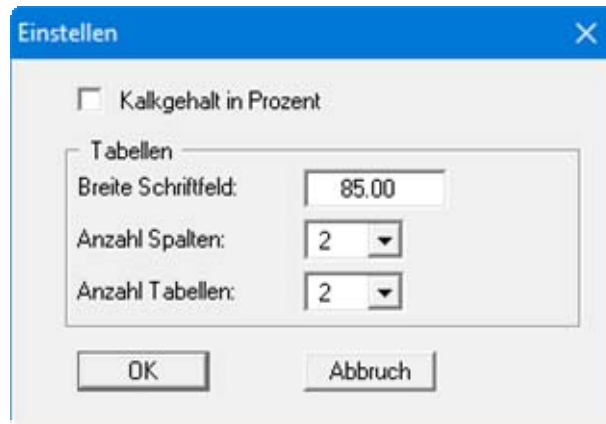 Einstellen
Kalkgehalt in Prozent
Tabellen
Breite Schriftfeld: 85.00
Anzahl Spalten: 2
Anzahl Tabellen: 2
OK Abbruch